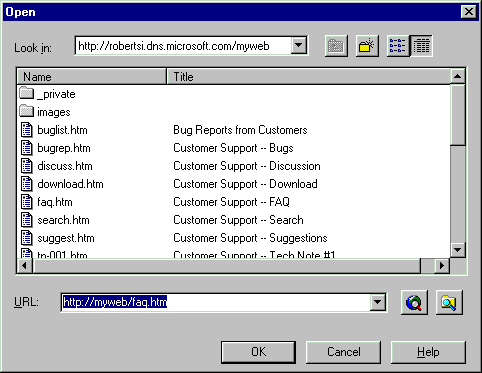 Open
Look in: http://robertsi.dns.microsoft.com/myweb
Name Title
_private
images
buglist.htm Bug Reports from Customers
bugrep.htm Customer Support -- Bugs
discuss.htm Customer Support -- Discussion
download.htm Customer Support -- Download
faq.htm Customer Support -- FAQ
search.htm Customer Support -- Search
suggest.htm Customer Support -- Suggestions
tn-001.htm Customer Support -- Tech Note #1
URL: http://myweb/faq.htm
OK Cancel Help